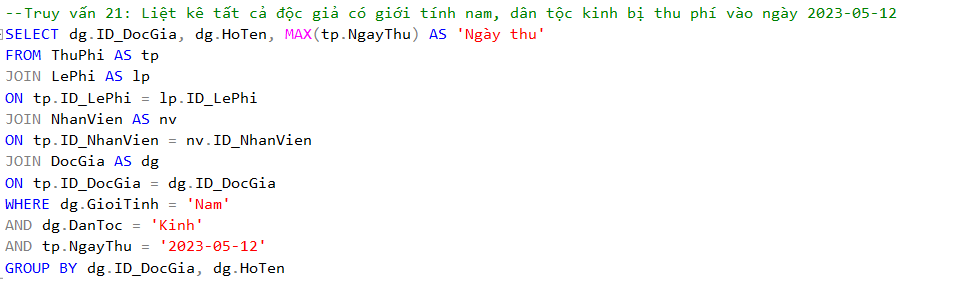 --Truy vấn 21: Liệt kê tất cả độc giả có giới tính nam, dân tộc kinh bị thu phí vào ngày 2023-05-12
SELECT dg.ID_DocGia, dg.HoTen, MAX(tp.NgayThu) AS 'Ngày thu'
FROM ThuPhi AS tp
JOIN LePhi AS lp
ON tp.ID_LePhi = lp.ID_LePhi
JOIN NhanVien AS nv
ON tp.ID_NhanVien = nv.ID_NhanVien
JOIN DocGia AS dg
ON tp.ID_DocGia = dg.ID_DocGia
WHERE dg.GioiTinh = 'Nam'
AND dg.DanToc = 'Kinh'
AND tp.NgayThu = '2023-05-12'
GROUP BY dg.ID_DocGia, dg.HoTen